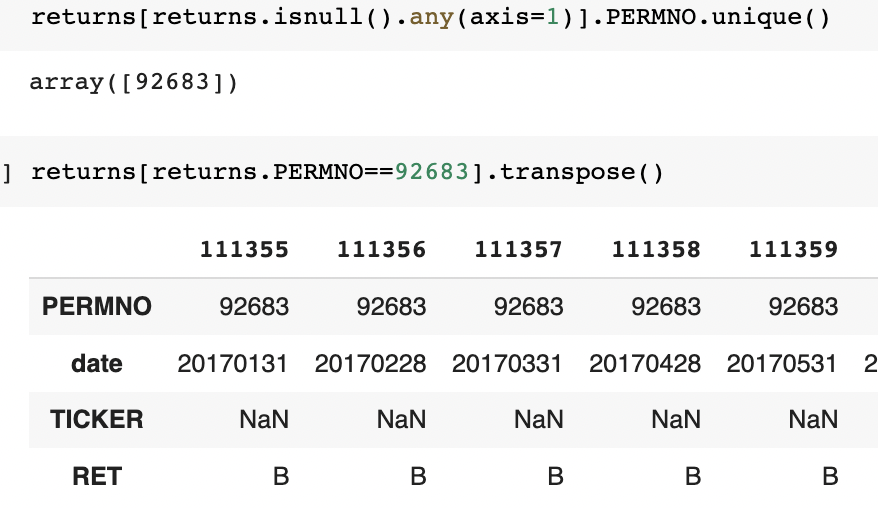 returns[returns.isnull().any(axis=1)].PERMNO.unique()
array([92683])
] returns[returns.PERMNO==92683].transpose()
111355 111356 111357 111358 111359
PERMNO 92683 92683 92683 92683 92683
date 20170131 20170228 20170331 20170428 20170531 2
TICKER NaN NaN NaN NaN NaN
RET B B B B B